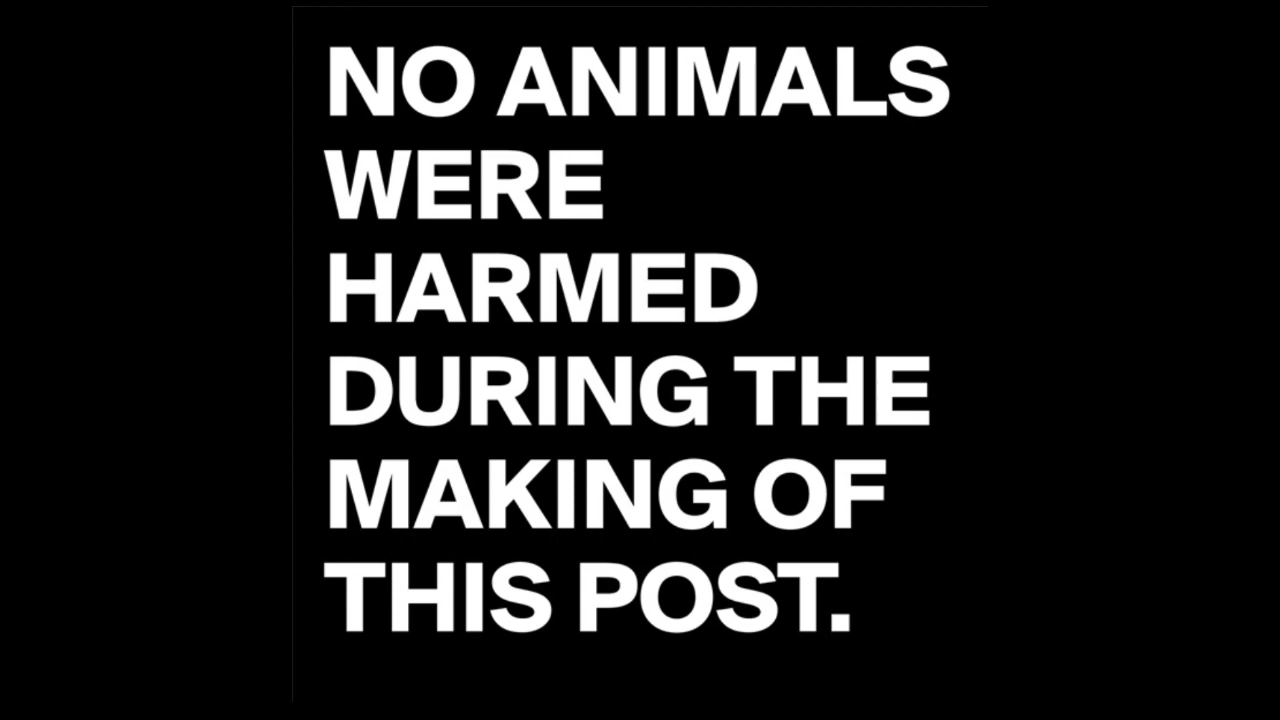 NO ANIMALS
WERE
HARMED
DURING THE
MAKING OF
THIS POST.